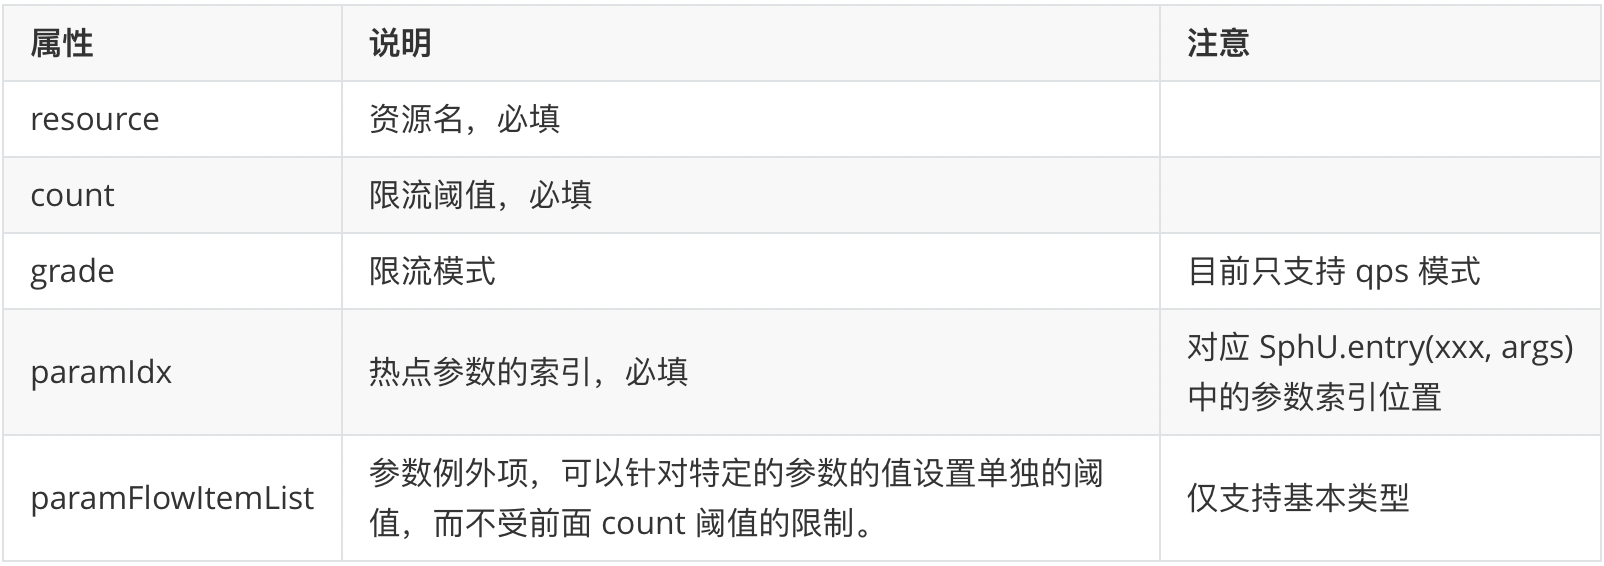 属性 说明 注意
resource 资源名，必填
count 限流阈值，必填
grade 限流模式 目前只支持 qps 模式
paramIdx 热点参数的索引，必填 对应 SphU.entry(xxx, args)
中的参数索引位置
paramFlowItemList 参数例外项，可以针对特定的参数的值设置单独的阈
值，而不受前面 count 阈值的限制。 仅支持基本类型